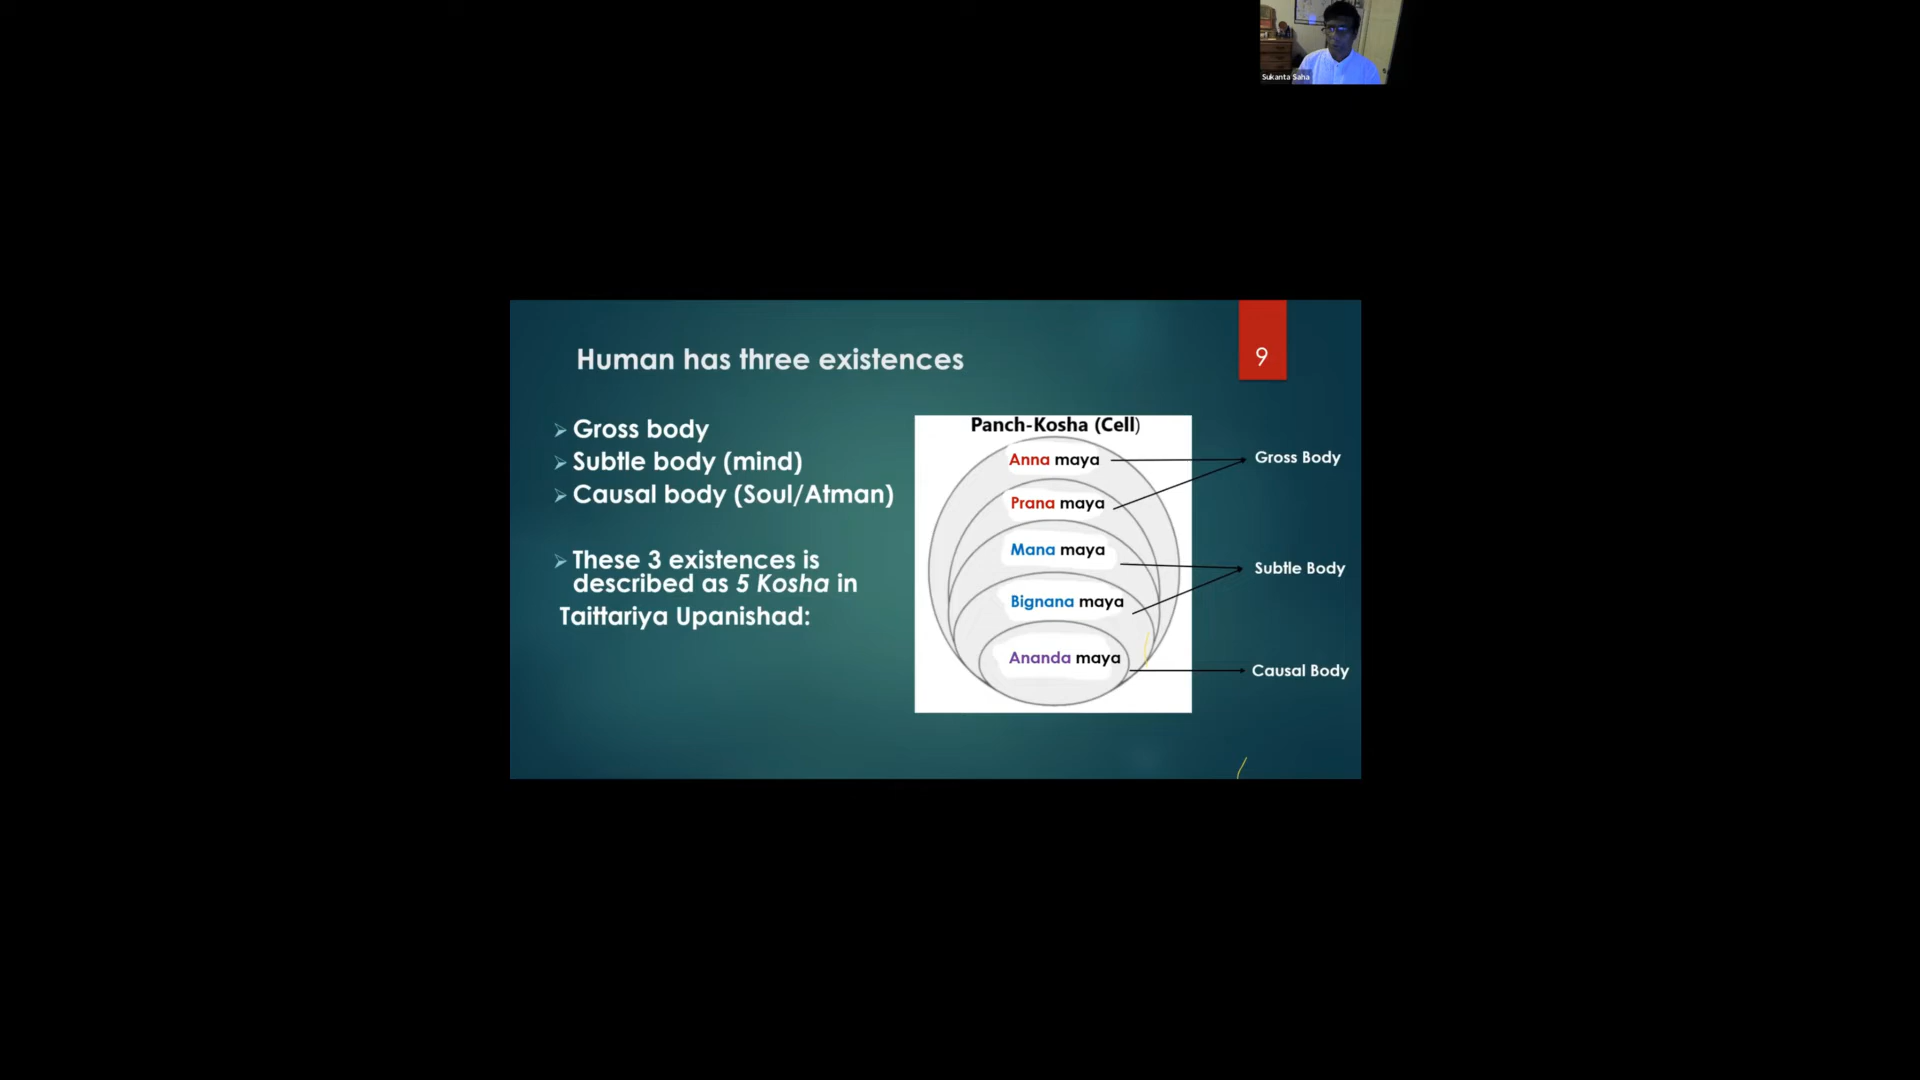 Sukanta Saha
Human has three existences
9
Gross body
Subtle body (mind)
Causal body (Soul/Atman)
These 3 existences is
described as 5 Kosha in
Taittariya Upanishad:
Panch-Kosha (Cell)
Anna maya
Prana maya
Mana maya
Bignana maya
Ananda maya
Gross Body
Subtle Body
Causal Body